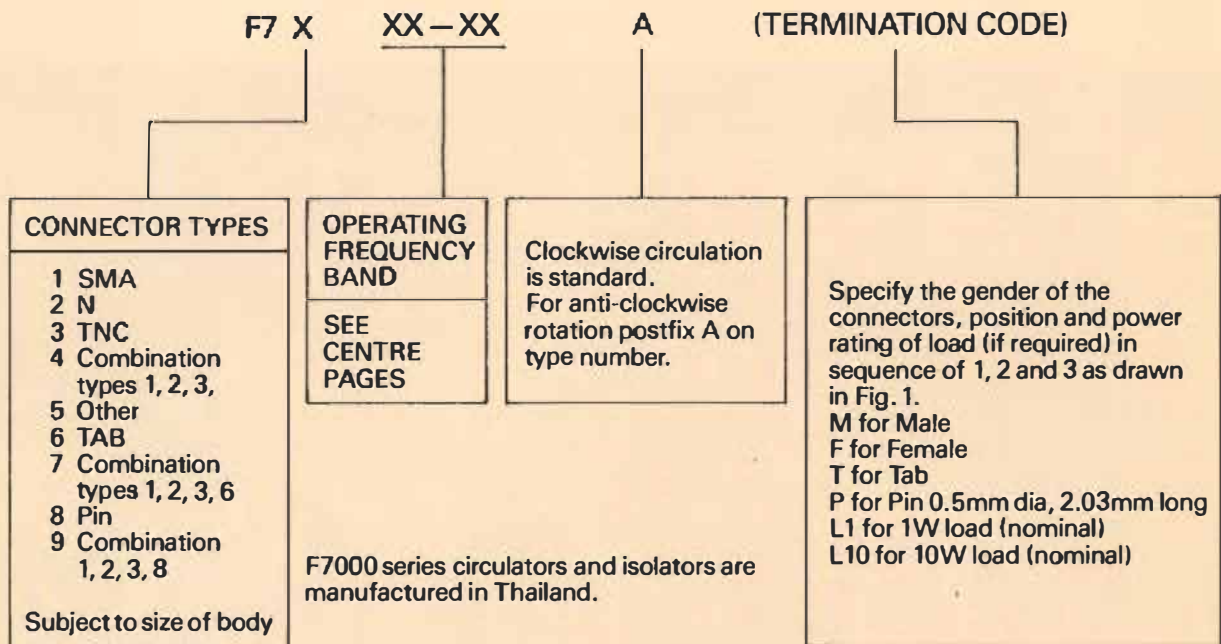 F7 X XX – XX A (TERMINATION CODE)
CONNECTOR TYPES
1 SMA
2 N
3 TNC
4 Combination
types 1, 2, 3,
5 Other
6 TAB
7 Combination
types 1, 2, 3, 6
8 Pin
9 Combination
1, 2, 3, 8
Subject to size of body
OPERATING
FREQUENCY
BAND
SEE
CENTRE
PAGES
Clockwise circulation
is standard.
For anti-clockwise
rotation postfix A on
type number.
Specify the gender of the
connectors, position and power
rating of load (if required) in
sequence of 1, 2 and 3 as drawn
in Fig. 1.
M for Male
F for Female
T for Tab
P for Pin 0.5mm dia, 2.03mm long
L1 for 1W load (nominal)
L10 for 10W load (nominal)
F7000 series circulators and isolators are
manufactured in Thailand.